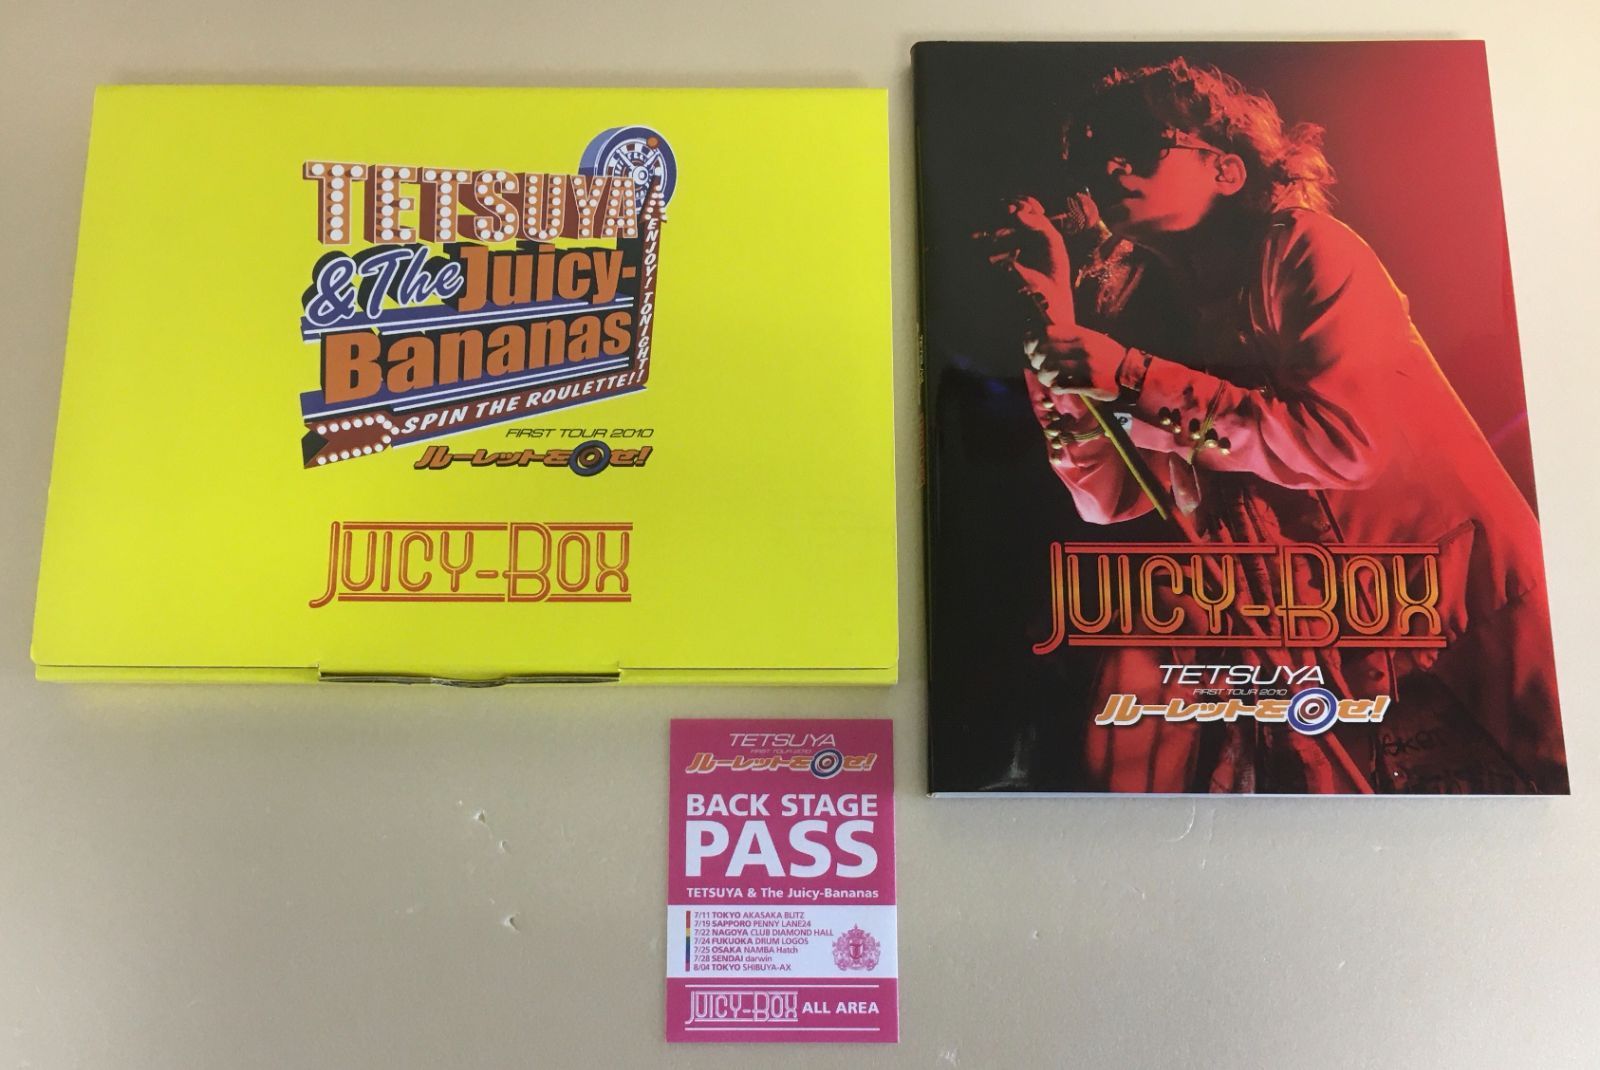 TETSUYA
& The Juicy-
Bananas
ENJOY! TONIGHT!!
SPIN THE ROULETTE!!
FIRST TOUR 2010
ルーレットを回せ!
JUICY-BOX
JUICY-BOX
TETSUYA
FIRST TOUR 2010
ルーレットを回せ!
TETSUYA
FIRST TOUR 2010
ルーレットを回せ!
BACK STAGE
PASS
TETSUYA & The Juicy-Bananas
7/11 TOKYO AKASAKA BLITZ
7/19 SAPPORO PENNY LANE24
7/22 NAGOYA CLUB DIAMOND HALL
7/24 FUKUOKA DRUM LOGOS
7/25 OSAKA NAMBA Hatch
7/28 SENDAI darwin
8/04 TOKYO SHIBUYA-AX
JUICY-BOX ALL AREA